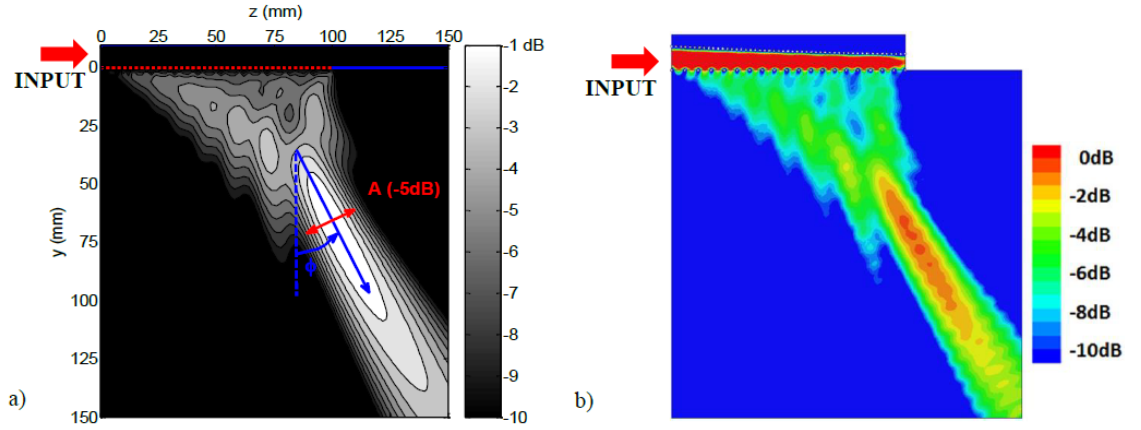 z (mm)
0 25 50 75 100 125 150
INPUT
y (mm)
0
25
50
75
100
125
150
A (-5dB)
ϕ
-1 dB
-2
-3
-4
-5
-6
-7
-8
-9
-10
a)
INPUT
0dB
-2dB
-4dB
-6dB
-8dB
-10dB
b)